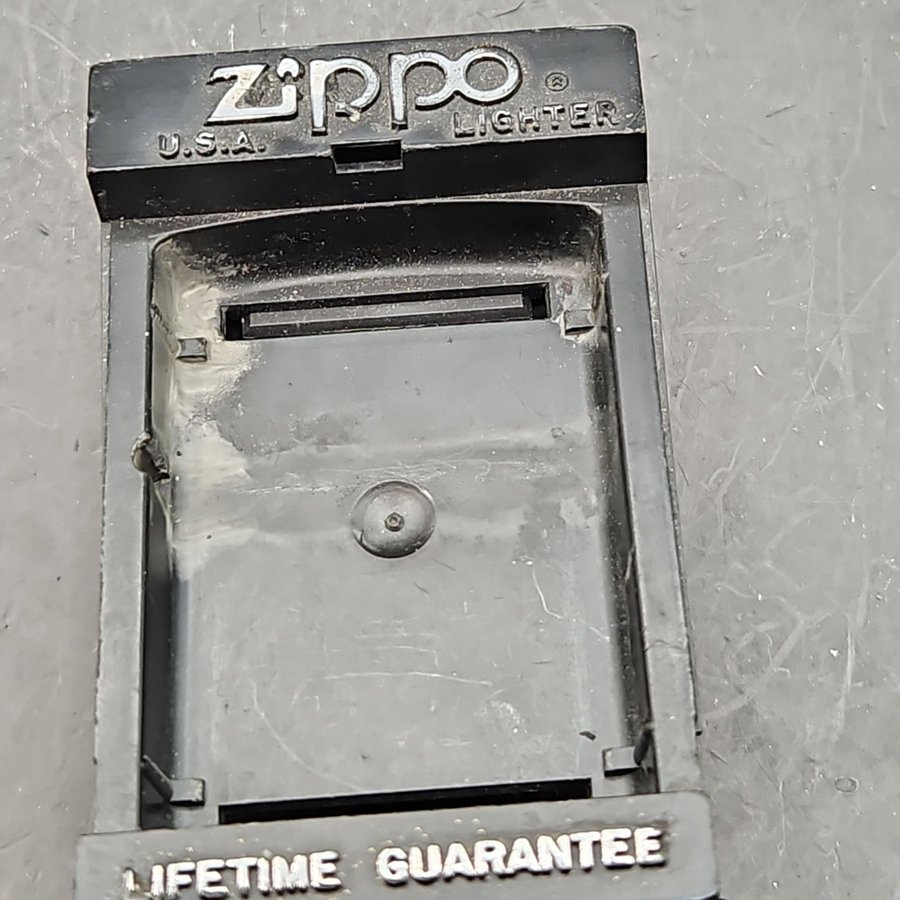 Zippo ®
U.S.A. LIGHTER
LIFETIME GUARANTEE